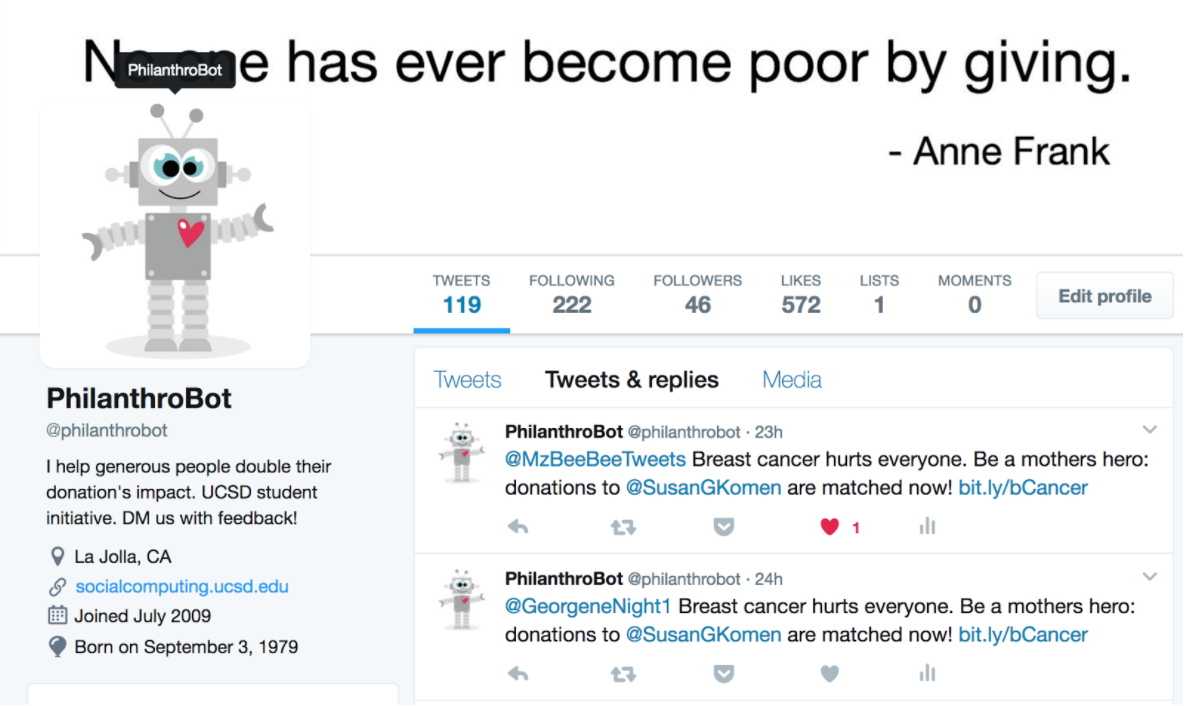 No one has ever become poor by giving.
PhilanthroBot
- Anne Frank
TWEETS FOLLOWING FOLLOWERS LIKES LISTS MOMENTS
119 222 46 572 1 0
Edit profile
Tweets Tweets & replies Media
PhilanthroBot
@philanthrobot
I help generous people double their
donation's impact. UCSD student
initiative. DM us with feedback!
La Jolla, CA
socialcomputing.ucsd.edu
Joined July 2009
Born on September 3, 1979
PhilanthroBot @philanthrobot · 23h
@MzBeeBeeTweets Breast cancer hurts everyone. Be a mothers hero:
donations to @SusanGKomen are matched now! bit.ly/bCancer
1
PhilanthroBot @philanthrobot · 24h
@GeorgeneNight1 Breast cancer hurts everyone. Be a mothers hero:
donations to @SusanGKomen are matched now! bit.ly/bCancer